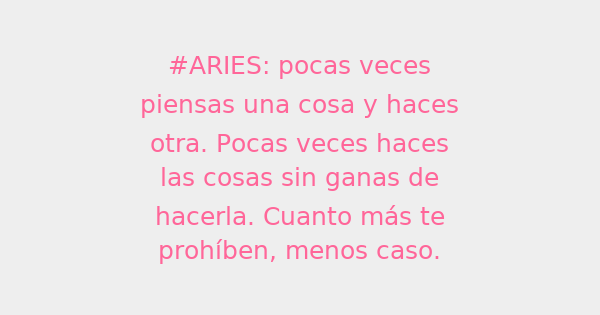 #ARIES: pocas veces
piensas una cosa y haces
otra. Pocas veces haces
las cosas sin ganas de
hacerla. Cuanto más te
prohíben, menos caso.